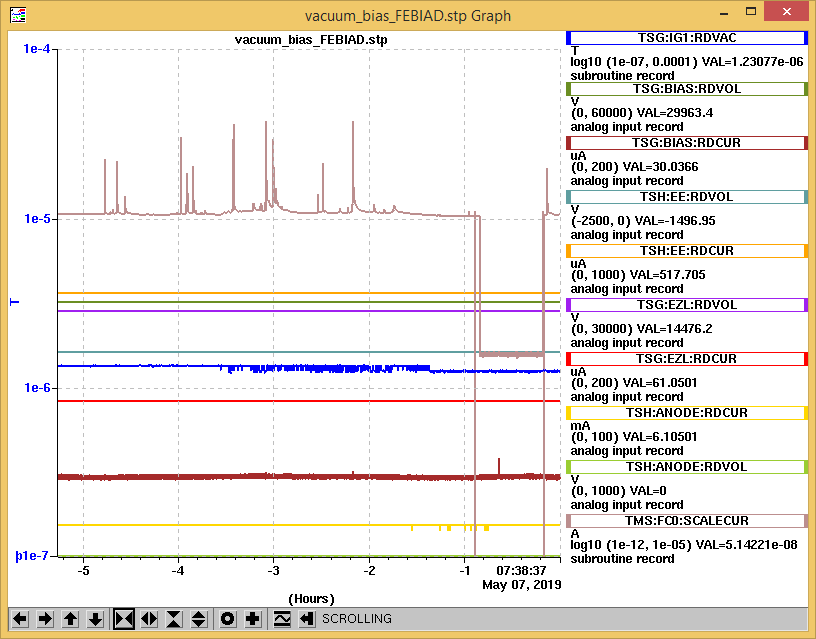 vacuum_bias_FEBIAD.stp Graph
vacuum_bias_FEBIAD.stp
1e-4
1e-5
T
1e-6
1e-7
-5
-4
-3
-2
-1
07:38:37
May 07, 2019
(Hours)
TSG:IG1:RDVAC
T
log10 (1e-07, 0.0001) VAL=1.23077e-06
subroutine record
TSG:BIAS:RDVOL
V
(0, 60000) VAL=29963.4
analog input record
TSG:BIAS:RDCUR
uA
(0, 200) VAL=30.0366
analog input record
TSH:EE:RDVOL
V
(-2500, 0) VAL=-1496.95
analog input record
TSH:EE:RDCUR
uA
(0, 1000) VAL=517.705
analog input record
TSG:EZL:RDVOL
V
(0, 30000) VAL=14476.2
analog input record
TSG:EZL:RDCUR
uA
(0, 200) VAL=61.0501
analog input record
TSH:ANODE:RDCUR
mA
(0, 100) VAL=6.10501
analog input record
TSH:ANODE:RDVOL
V
(0, 1000) VAL=0
analog input record
TMS:FC0:SCALECUR
A
log10 (1e-12, 1e-05) VAL=5.14221e-08
subroutine record
SCROLLING